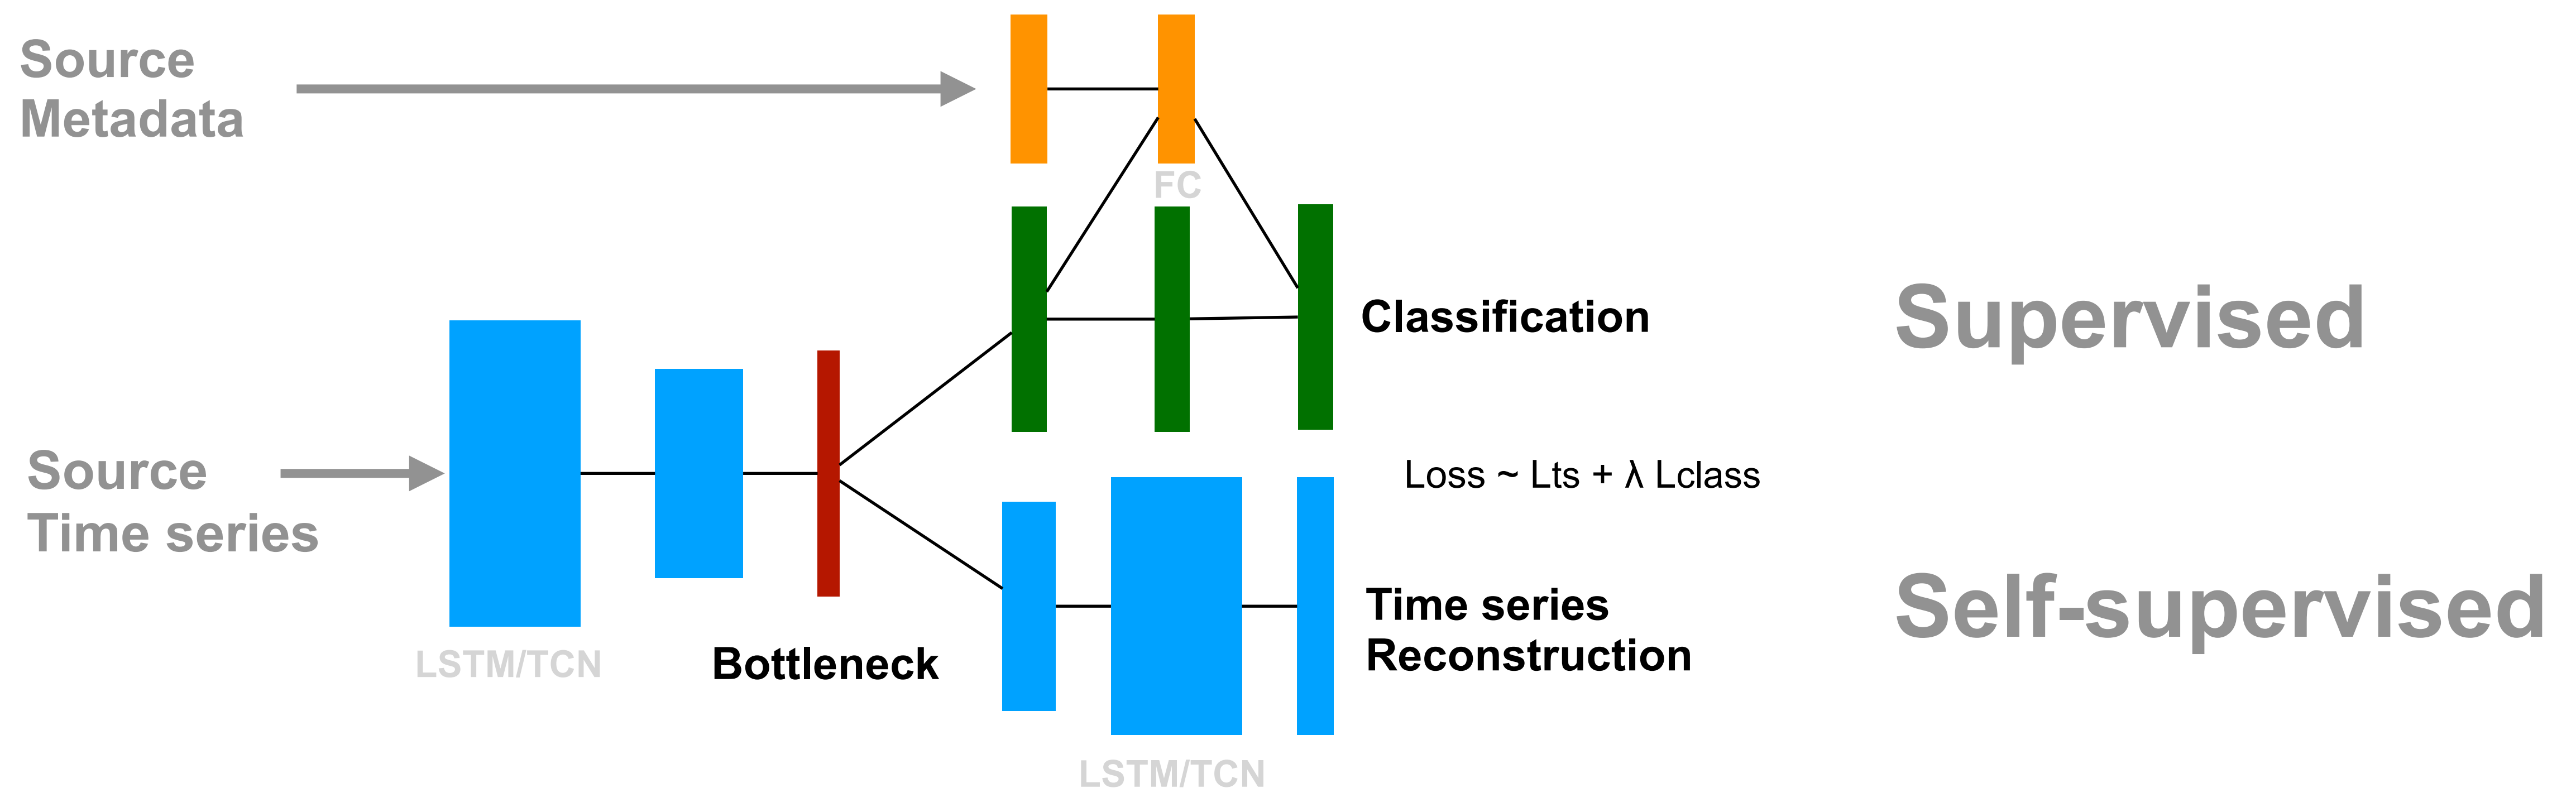 Source
Metadata
FC
Classification
Supervised
Source
Time series
Loss ~ Lts + λ Lclass
LSTM/TCN
Bottleneck
Time series
Reconstruction
Self-supervised
LSTM/TCN